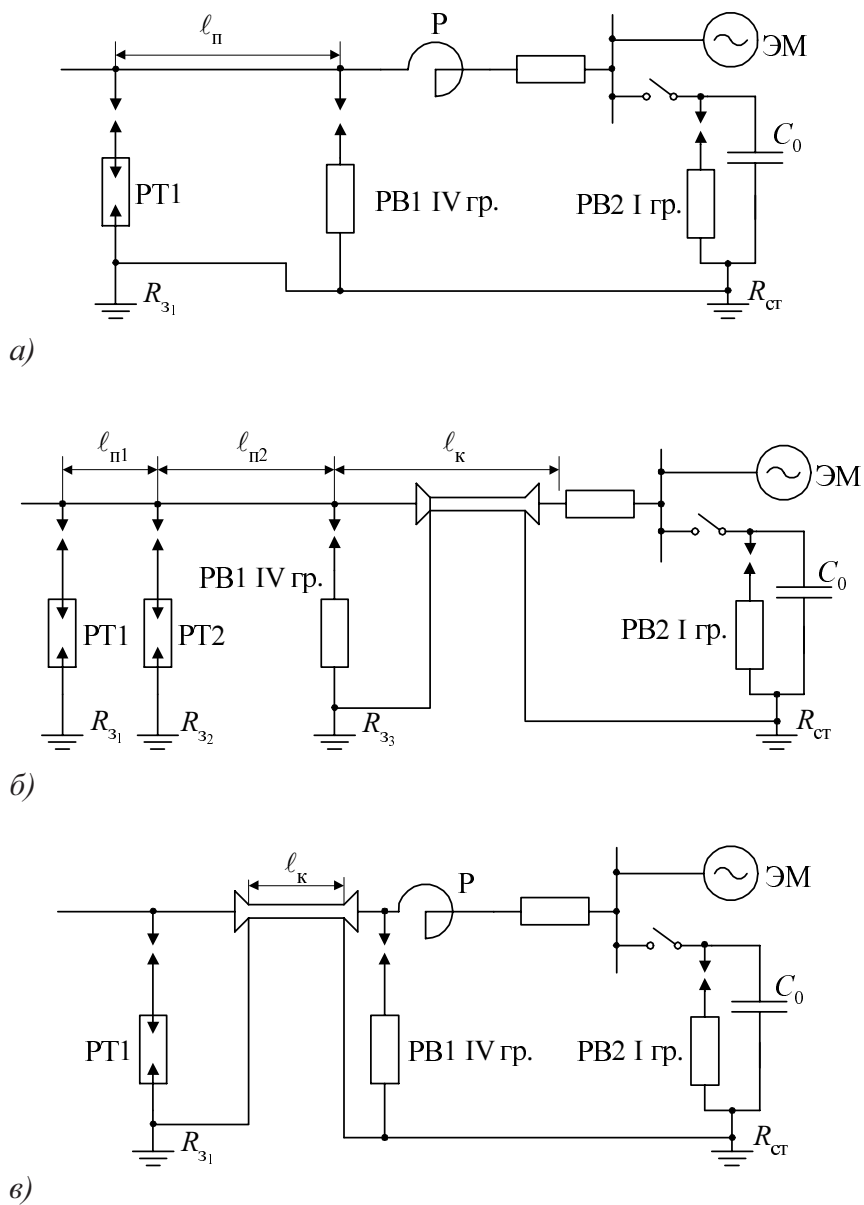 ℓп Р ЭМ
C0
РТ1 РВ1 IV гр. РВ2 I гр.
Rз1 Rст
а)
ℓп1 ℓп2 ℓк
ЭМ
РВ1 IV гр. C0
РТ1 РТ2 РВ2 I гр.
Rз1 Rз2 Rз3 Rст
б)
ℓк Р ЭМ
C0
РТ1 РВ1 IV гр. РВ2 I гр.
Rз1 Rст
в)